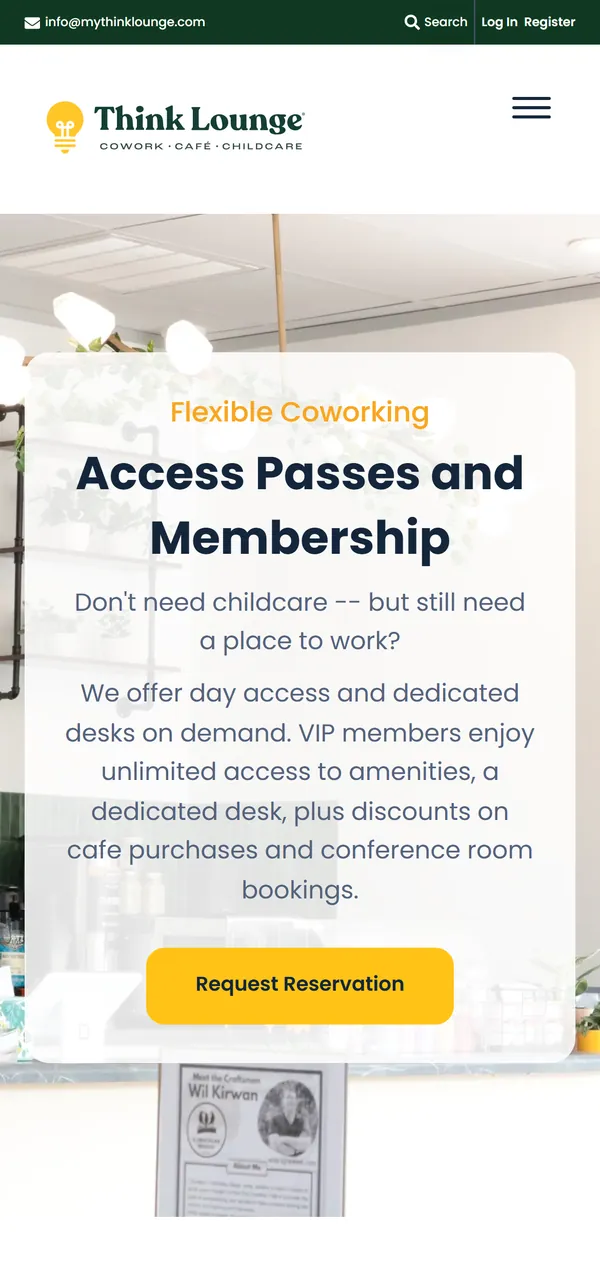 info@mythinklounge.com
Search
Log In Register
Think Lounge
COWORK · CAFÉ · CHILDCARE
Flexible Coworking
Access Passes and
Membership
Don't need childcare -- but still need
a place to work?
We offer day access and dedicated
desks on demand. VIP members enjoy
unlimited access to amenities, a
dedicated desk, plus discounts on
cafe purchases and conference room
bookings.
Request Reservation
Meet the Craftsmen
Wil Kirwan
About Me